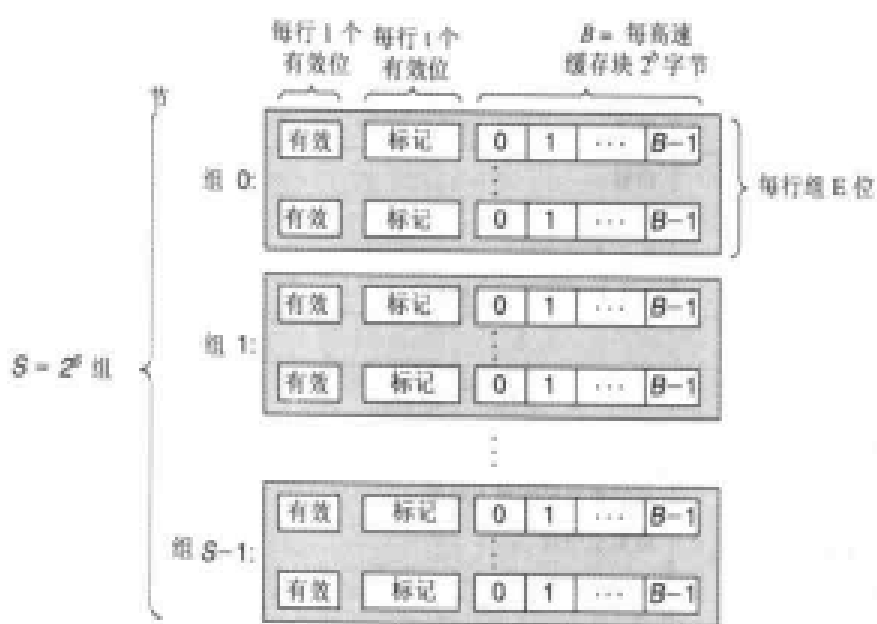 每行 1 个
有效位
每行 t 个
有效位
B = 每高速
缓存块 2ᵇ 字节
节
有效 标记 0 1 ··· B−1
组 0:
有效 标记 0 1 ··· B−1
每行组 E 位
有效 标记 0 1 ··· B−1
组 1:
有效 标记 0 1 ··· B−1
S = 2ˢ 组
有效 标记 0 1 ··· B−1
组 S−1:
有效 标记 0 1 ··· B−1